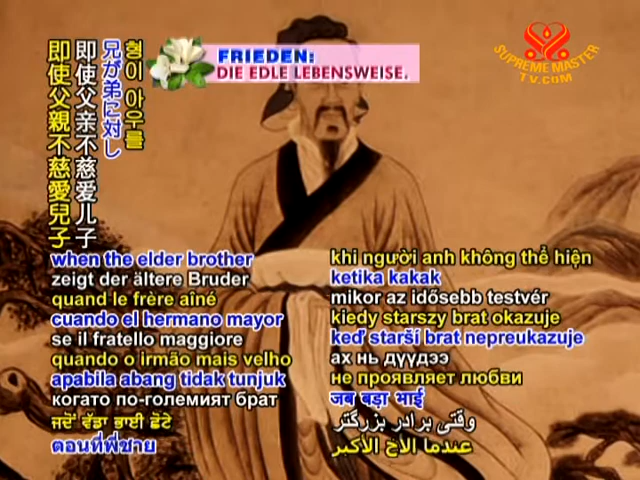 FRIEDEN:
DIE EDLE LEBENSWEISE.
SUPREME MASTER
TV.COM
형이 아우를
兄が弟に対し
即使父亲不慈爱儿子
即使父親不慈愛兒子
when the elder brother
zeigt der ältere Bruder
quand le frère aîné
cuando el hermano mayor
se il fratello maggiore
quando o irmão mais velho
apabila abang tidak tunjuk
когато по-големият брат
ਜਦੋਂ ਵੱਡਾ ਭਾਈ ਛੋਟੇ
ตอนที่พี่ชาย
khi người anh không thể hiện
ketika kakak
mikor az idősebb testvér
kiedy starszy brat okazuje
keď starší brat nepreukazuje
ах нь дүүдээ
не проявляет любви
जब बड़ा भाई
وقتی برادر بزرگتر
عندما الأخ الأكبر